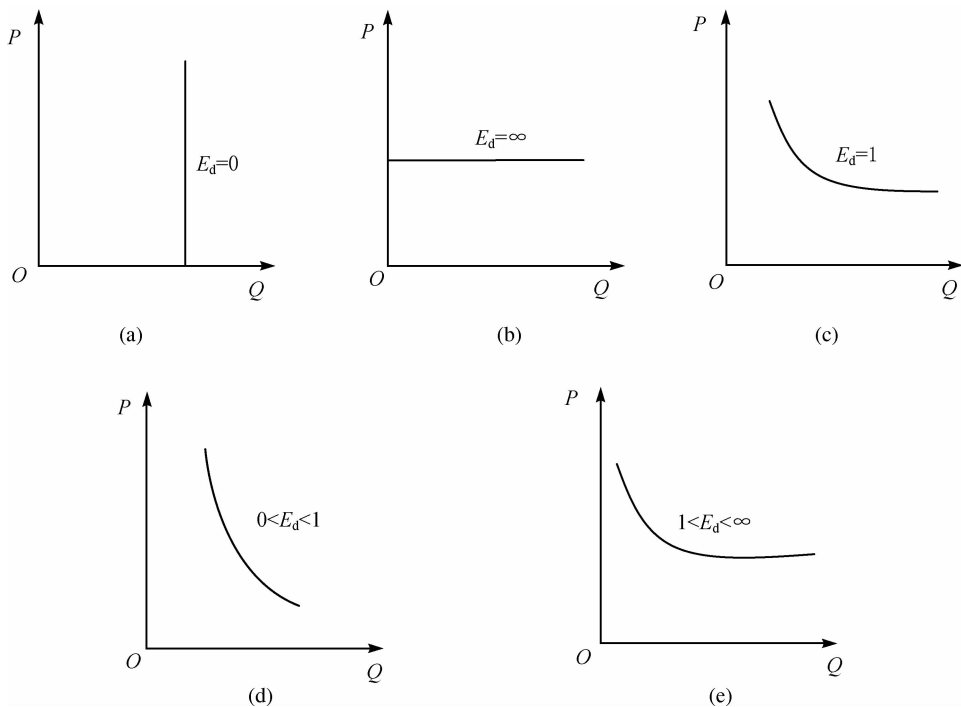 P
E_d=0
O
Q
(a)
P
E_d=∞
O
Q
(b)
P
E_d=1
O
Q
(c)
P
0<E_d<1
O
Q
(d)
P
1<E_d<∞
O
Q
(e)